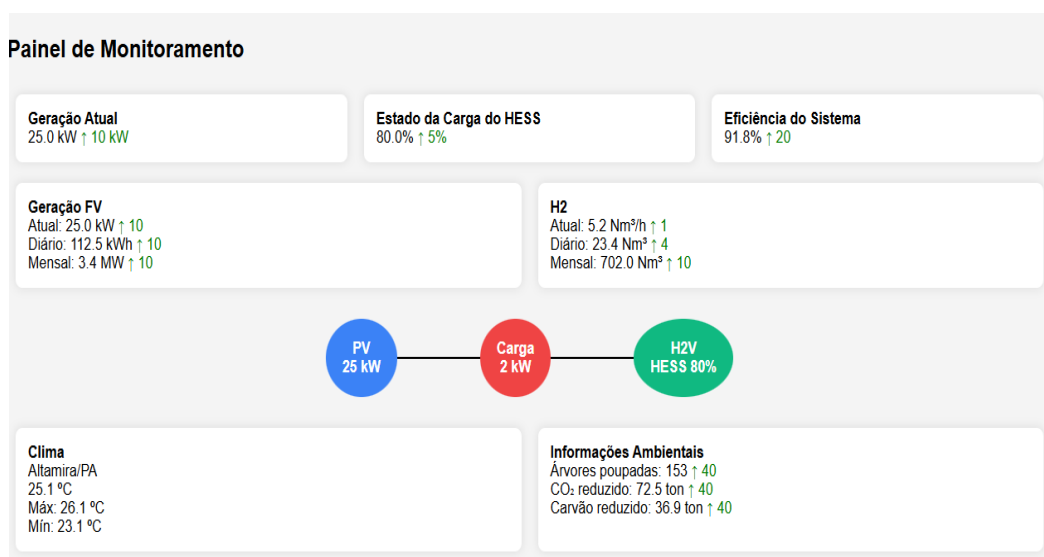 Painel de Monitoramento
Geração Atual
25.0 kW ↑ 10 kW
Estado da Carga do HESS
80.0% ↑ 5%
Eficiência do Sistema
91.8% ↑ 20
Geração FV
Atual: 25.0 kW ↑ 10
Diário: 112.5 kWh ↑ 10
Mensal: 3.4 MW ↑ 10
H2
Atual: 5.2 Nm³/h ↑ 1
Diário: 23.4 Nm³ ↑ 4
Mensal: 702.0 Nm³ ↑ 10
PV
25 kW
Carga
2 kW
H2V
HESS 80%
Clima
Altamira/PA
25.1 ºC
Máx: 26.1 ºC
Mín: 23.1 ºC
Informações Ambientais
Árvores poupadas: 153 ↑ 40
CO₂ reduzido: 72.5 ton ↑ 40
Carvão reduzido: 36.9 ton ↑ 40